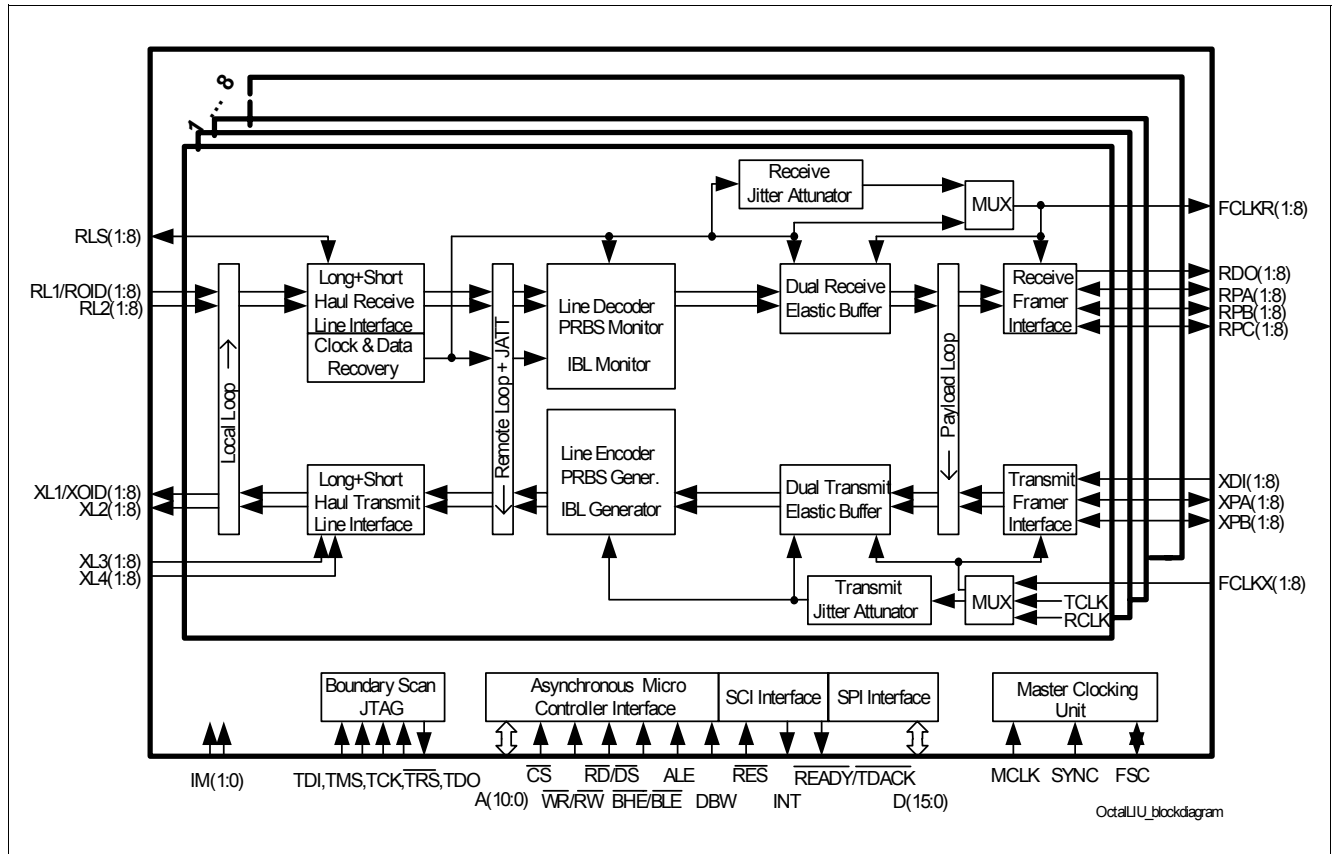 1 .... 8
Receive
Jitter Attunator
MUX
FCLKR(1:8)
RLS(1:8)
RL1/ROID(1:8)
RL2(1:8)
Local Loop →
Long+Short
Haul Receive
Line Interface
Clock & Data
Recovery
← Remote Loop + JATT
Line Decoder
PRBS Monitor
IBL Monitor
Dual Receive
Elastic Buffer
← Payload Loop
Receive
Framer
Interface
RDO(1:8)
RPA(1:8)
RPB(1:8)
RPC(1:8)
XL1/XOID(1:8)
XL2(1:8)
XL3(1:8)
XL4(1:8)
Long+Short
Haul Transmit
Line Interface
Line Encoder
PRBS Gener.
IBL Generator
Dual Transmit
Elastic Buffer
Transmit
Framer
Interface
XDI(1:8)
XPA(1:8)
XPB(1:8)
Transmit
Jitter Attunator
MUX
TCLK
RCLK
FCLKX(1:8)
Boundary Scan
JTAG
Asynchronous Micro
Controller Interface
SCI Interface
SPI Interface
Master Clocking
Unit
IM(1:0)
TDI,TMS,TCK,TRS,TDO
A(10:0)
CS
WR/RW
RD/DS
BHE/BLE
ALE
DBW
RES
INT
READY/TDACK
D(15:0)
MCLK
SYNC
FSC
OctalLIU_blockdiagram